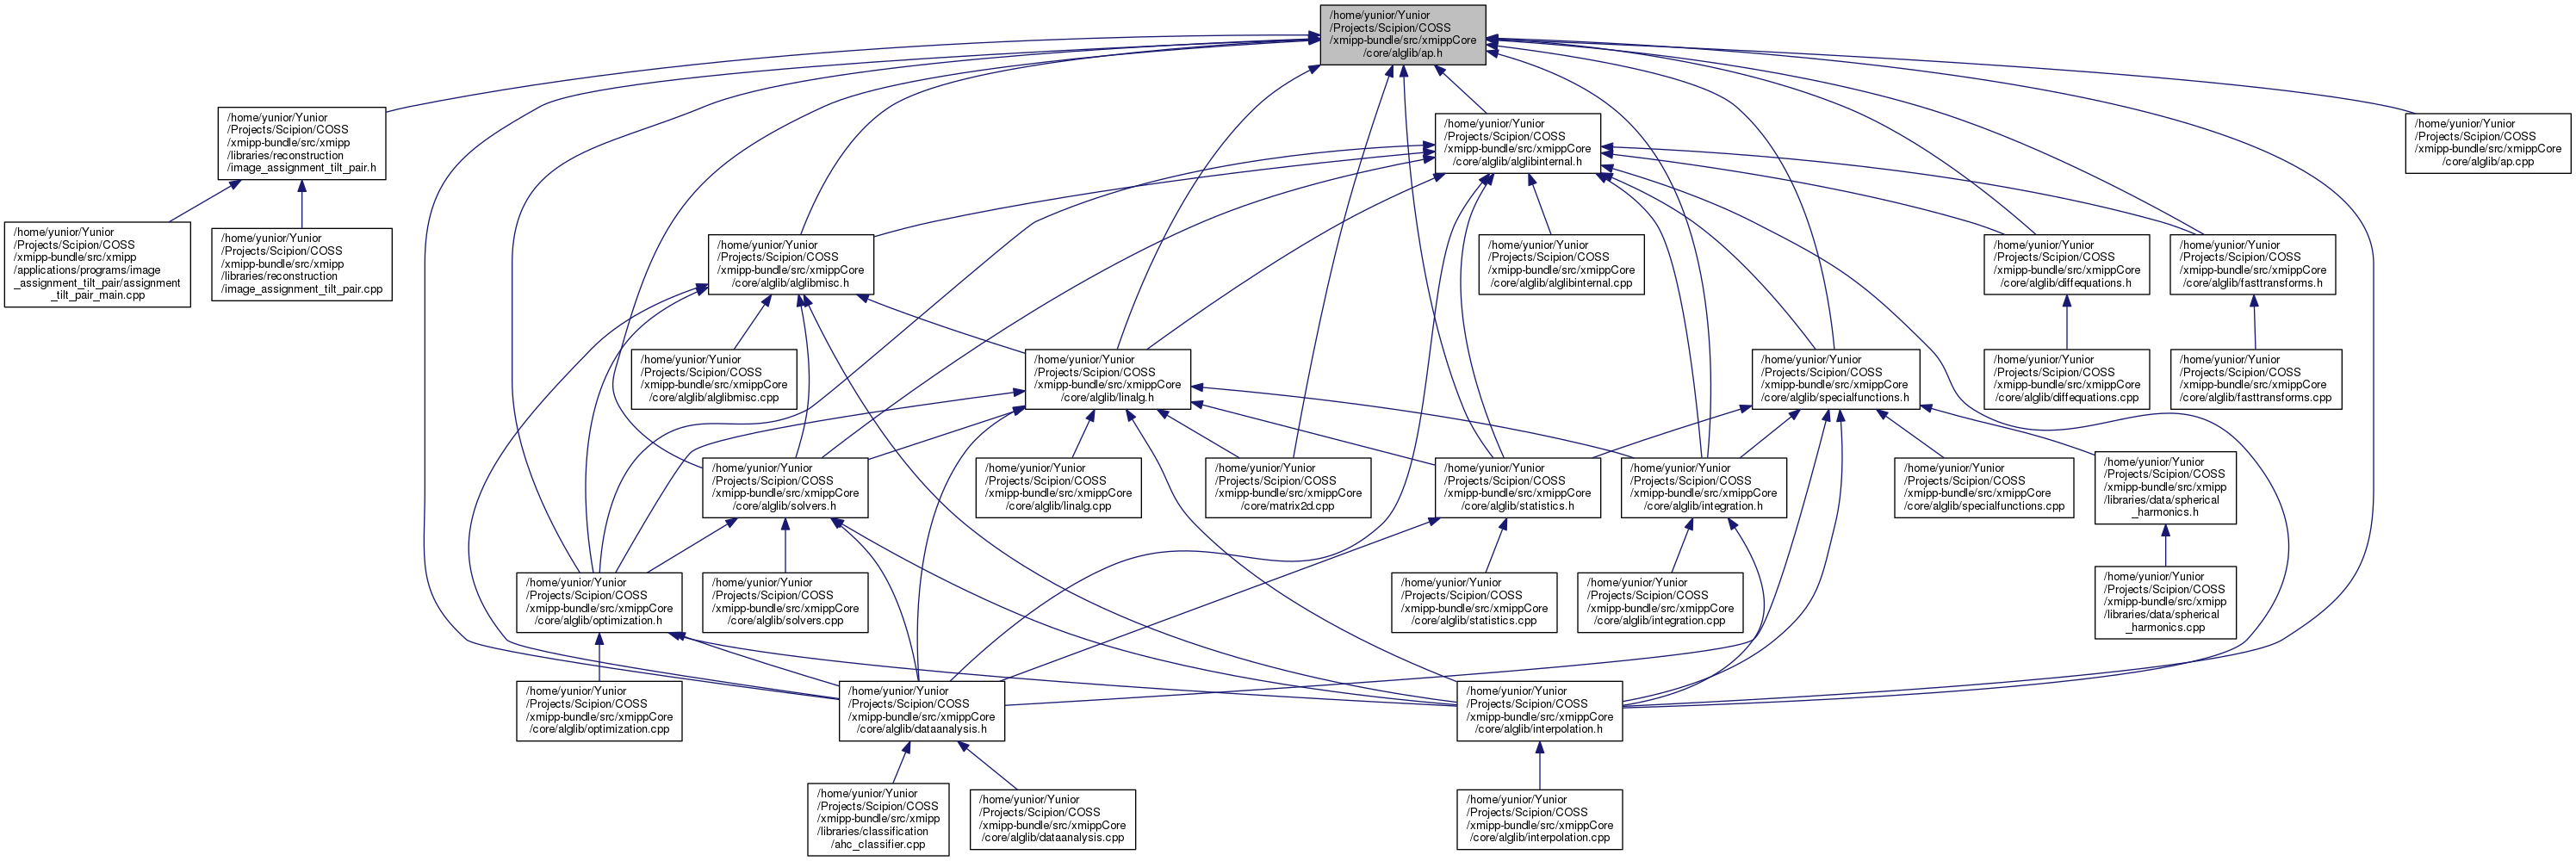 /home/yunior/Yunior
/Projects/Scipion/COSS
/xmipp-bundle/src/xmippCore
/core/alglib/ap.h
/home/yunior/Yunior
/Projects/Scipion/COSS
/xmipp-bundle/src/xmipp
/libraries/reconstruction
/image_assignment_tilt_pair.h
/home/yunior/Yunior
/Projects/Scipion/COSS
/xmipp-bundle/src/xmippCore
/core/alglib/alglibinternal.h
/home/yunior/Yunior
/Projects/Scipion/COSS
/xmipp-bundle/src/xmippCore
/core/alglib/ap.cpp
/home/yunior/Yunior
/Projects/Scipion/COSS
/xmipp-bundle/src/xmipp
/applications/programs/image
_assignment_tilt_pair/assignment
_tilt_pair_main.cpp
/home/yunior/Yunior
/Projects/Scipion/COSS
/xmipp-bundle/src/xmipp
/libraries/reconstruction
/image_assignment_tilt_pair.cpp
/home/yunior/Yunior
/Projects/Scipion/COSS
/xmipp-bundle/src/xmippCore
/core/alglib/alglibmisc.h
/home/yunior/Yunior
/Projects/Scipion/COSS
/xmipp-bundle/src/xmippCore
/core/alglib/alglibinternal.cpp
/home/yunior/Yunior
/Projects/Scipion/COSS
/xmipp-bundle/src/xmippCore
/core/alglib/diffequations.h
/home/yunior/Yunior
/Projects/Scipion/COSS
/xmipp-bundle/src/xmippCore
/core/alglib/fasttransforms.h
/home/yunior/Yunior
/Projects/Scipion/COSS
/xmipp-bundle/src/xmippCore
/core/alglib/alglibmisc.cpp
/home/yunior/Yunior
/Projects/Scipion/COSS
/xmipp-bundle/src/xmippCore
/core/alglib/linalg.h
/home/yunior/Yunior
/Projects/Scipion/COSS
/xmipp-bundle/src/xmippCore
/core/alglib/specialfunctions.h
/home/yunior/Yunior
/Projects/Scipion/COSS
/xmipp-bundle/src/xmippCore
/core/alglib/diffequations.cpp
/home/yunior/Yunior
/Projects/Scipion/COSS
/xmipp-bundle/src/xmippCore
/core/alglib/fasttransforms.cpp
/home/yunior/Yunior
/Projects/Scipion/COSS
/xmipp-bundle/src/xmippCore
/core/alglib/solvers.h
/home/yunior/Yunior
/Projects/Scipion/COSS
/xmipp-bundle/src/xmippCore
/core/alglib/linalg.cpp
/home/yunior/Yunior
/Projects/Scipion/COSS
/xmipp-bundle/src/xmippCore
/core/matrix2d.cpp
/home/yunior/Yunior
/Projects/Scipion/COSS
/xmipp-bundle/src/xmippCore
/core/alglib/statistics.h
/home/yunior/Yunior
/Projects/Scipion/COSS
/xmipp-bundle/src/xmippCore
/core/alglib/integration.h
/home/yunior/Yunior
/Projects/Scipion/COSS
/xmipp-bundle/src/xmippCore
/core/alglib/specialfunctions.cpp
/home/yunior/Yunior
/Projects/Scipion/COSS
/xmipp-bundle/src/xmipp
/libraries/data/spherical
_harmonics.h
/home/yunior/Yunior
/Projects/Scipion/COSS
/xmipp-bundle/src/xmippCore
/core/alglib/optimization.h
/home/yunior/Yunior
/Projects/Scipion/COSS
/xmipp-bundle/src/xmippCore
/core/alglib/solvers.cpp
/home/yunior/Yunior
/Projects/Scipion/COSS
/xmipp-bundle/src/xmippCore
/core/alglib/statistics.cpp
/home/yunior/Yunior
/Projects/Scipion/COSS
/xmipp-bundle/src/xmippCore
/core/alglib/integration.cpp
/home/yunior/Yunior
/Projects/Scipion/COSS
/xmipp-bundle/src/xmipp
/libraries/data/spherical
_harmonics.cpp
/home/yunior/Yunior
/Projects/Scipion/COSS
/xmipp-bundle/src/xmippCore
/core/alglib/optimization.cpp
/home/yunior/Yunior
/Projects/Scipion/COSS
/xmipp-bundle/src/xmippCore
/core/alglib/dataanalysis.h
/home/yunior/Yunior
/Projects/Scipion/COSS
/xmipp-bundle/src/xmippCore
/core/alglib/interpolation.h
/home/yunior/Yunior
/Projects/Scipion/COSS
/xmipp-bundle/src/xmipp
/libraries/classification
/ahc_classifier.cpp
/home/yunior/Yunior
/Projects/Scipion/COSS
/xmipp-bundle/src/xmippCore
/core/alglib/dataanalysis.cpp
/home/yunior/Yunior
/Projects/Scipion/COSS
/xmipp-bundle/src/xmippCore
/core/alglib/interpolation.cpp